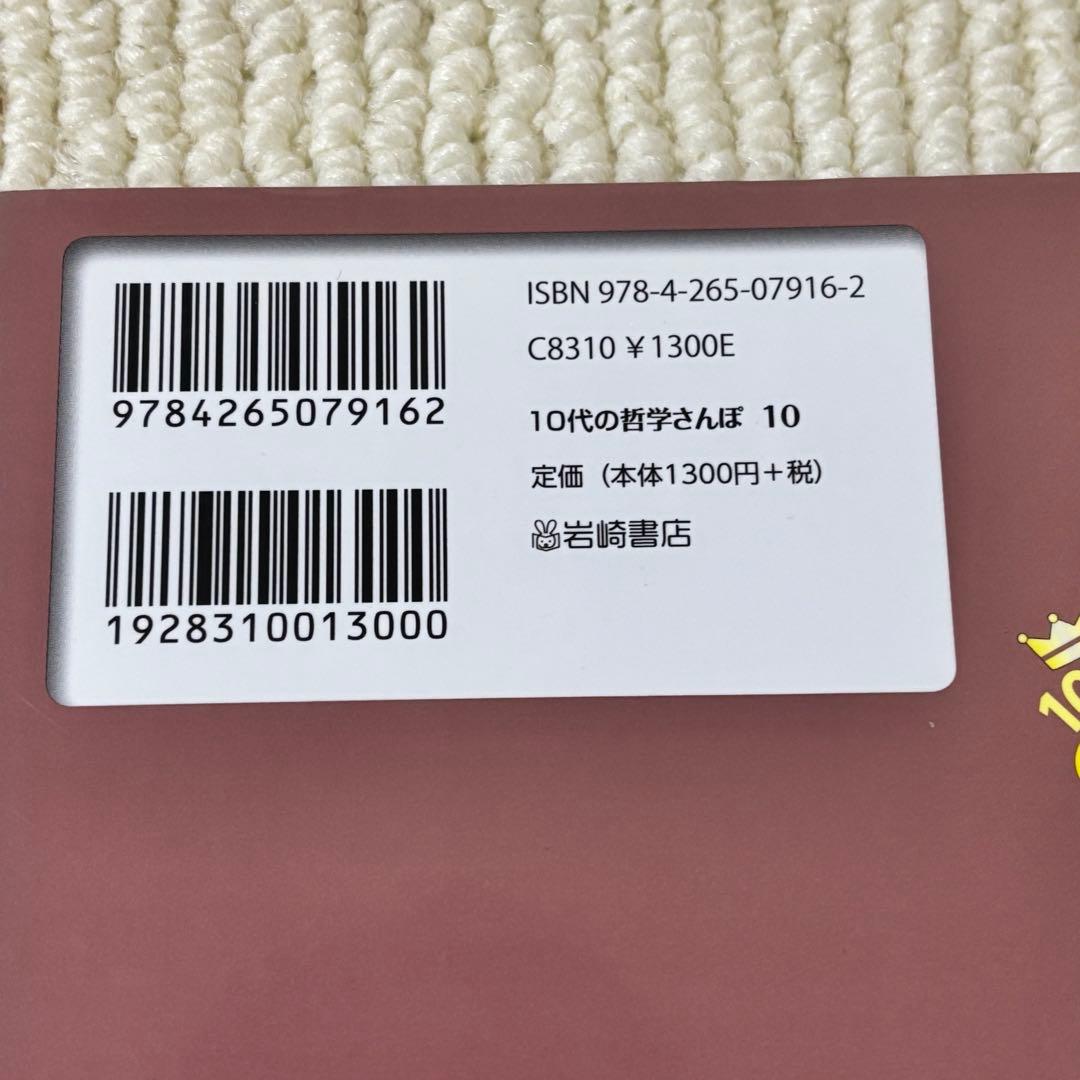 9784265079162
1928310013000
ISBN 978-4-265-07916-2
C8310 ￥1300E
10代の哲学さんぽ 10
定価（本体1300円＋税）
岩崎書店
10